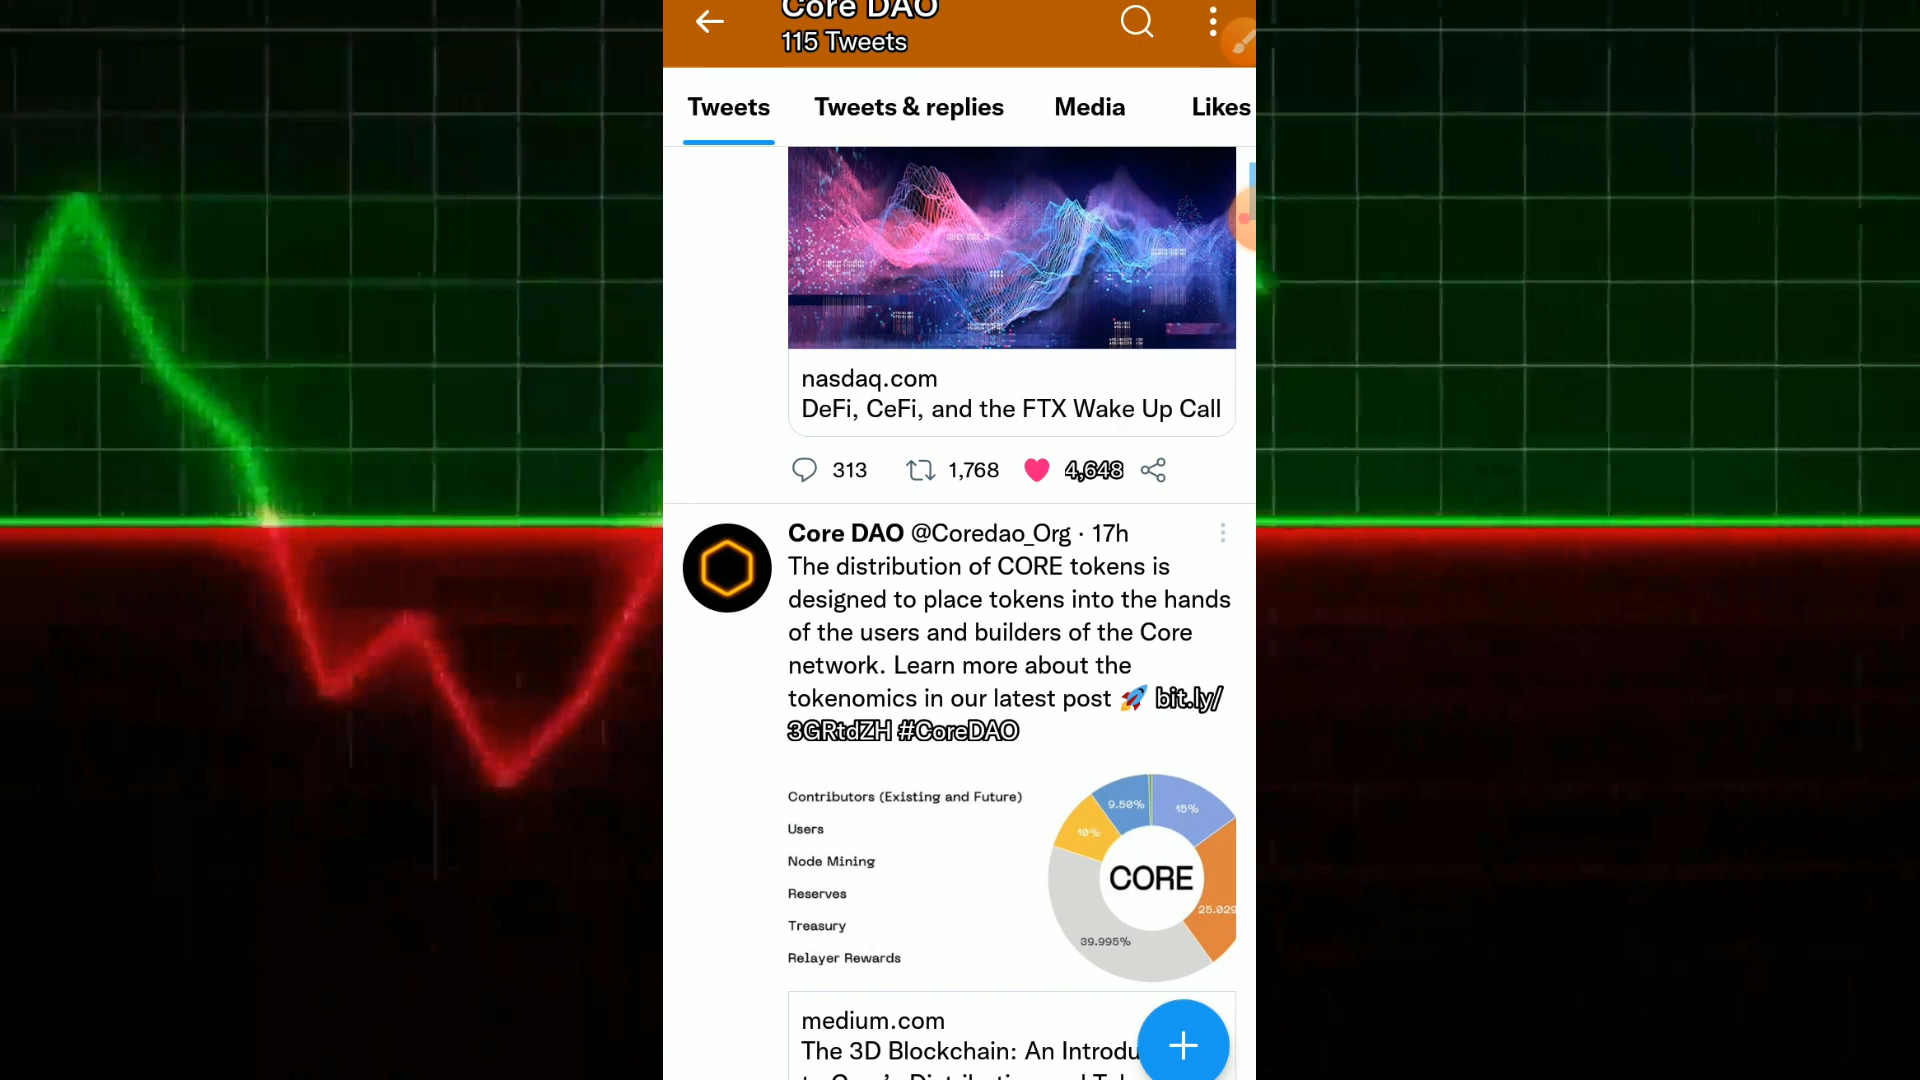 Core DAO
115 Tweets
Tweets Tweets & replies Media Likes
nasdaq.com
DeFi, CeFi, and the FTX Wake Up Call
313 1,768 4,648
Core DAO @Coredao_Org · 17h
The distribution of CORE tokens is
designed to place tokens into the hands
of the users and builders of the Core
network. Learn more about the
tokenomics in our latest post 🚀 bit.ly/
3GRtdZH #CoreDAO
Contributors (Existing and Future)
Users
Node Mining
Reserves
Treasury
Relayer Rewards
9.50%
15%
10%
CORE
25.029
39.995%
medium.com
The 3D Blockchain: An Introdu